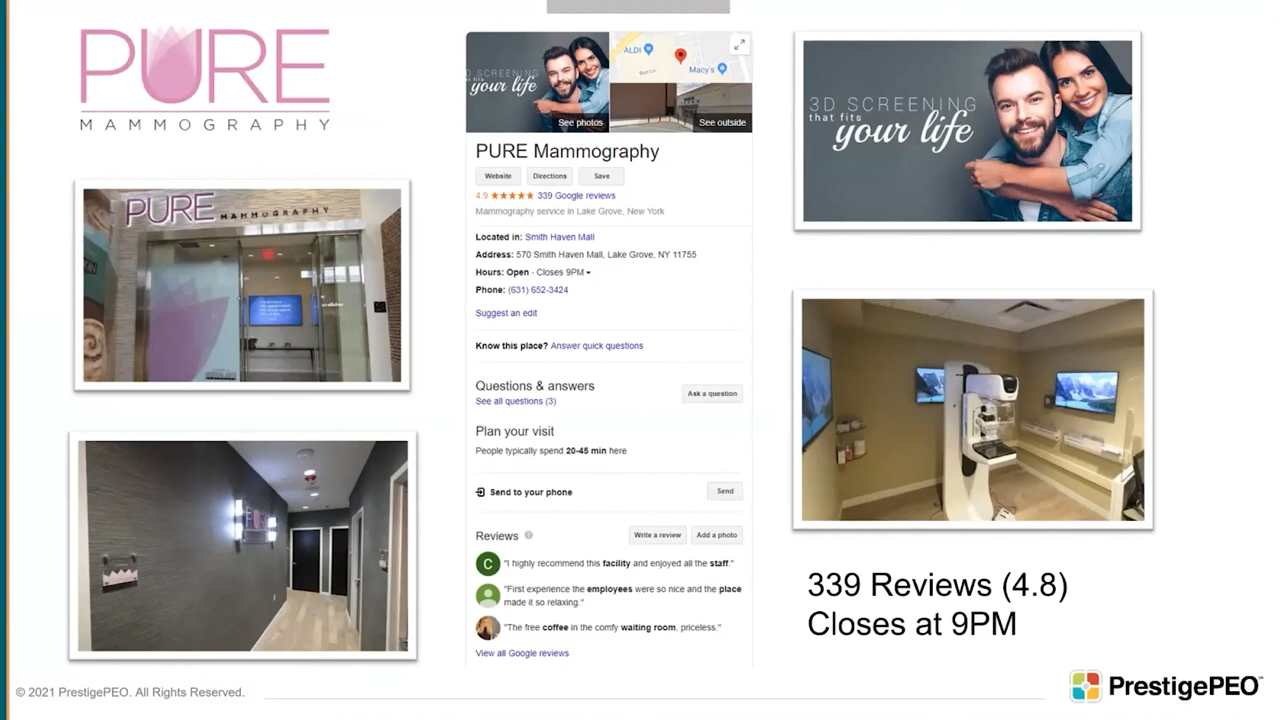 PURE
MAMMOGRAPHY
PURE MAMMOGRAPHY
3D SCREENING
your life
See photos
ALDI
Macy's
See outside
PURE Mammography
Website
Directions
Save
4.9 ★★★★★ 339 Google reviews
Mammography service in Lake Grove, New York
Located in: Smith Haven Mall
Address: 570 Smith Haven Mall, Lake Grove, NY 11755
Hours: Open · Closes 9PM
Phone: (631) 652-3424
Suggest an edit
Know this place? Answer quick questions
Questions & answers
See all questions (3)
Ask a question
Plan your visit
People typically spend 20-45 min here
Send to your phone
Send
Reviews
Write a review
Add a photo
C
"I highly recommend this facility and enjoyed all the staff."
"First experience the employees were so nice and the place
made it so relaxing."
"The free coffee in the comfy waiting room, priceless."
View all Google reviews
3D SCREENING
that fits
your life
339 Reviews (4.8)
Closes at 9PM
© 2021 PrestigePEO. All Rights Reserved.
PrestigePEO™